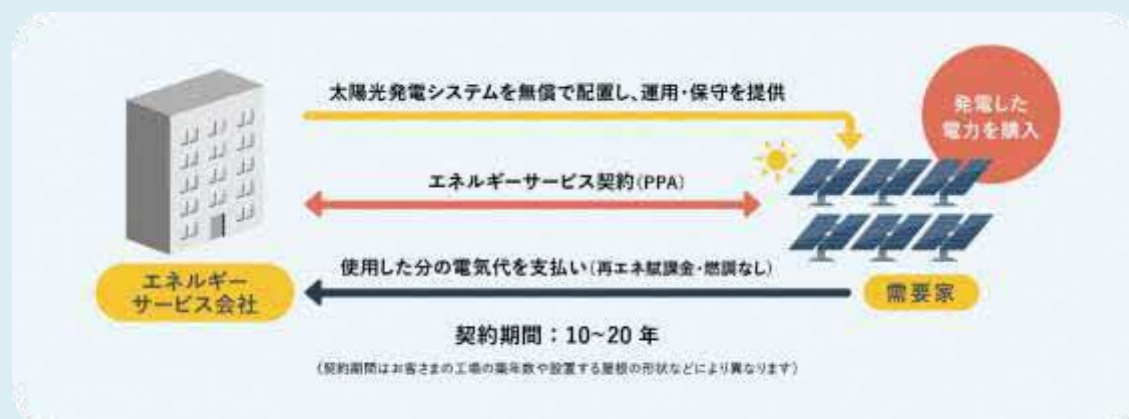 太陽光発電システムを無償で配置し、運用・保守を提供
発電した
電力を購入
エネルギーサービス契約(PPA)
使用した分の電気代を支払い(再エネ賦課金・燃調なし)
エネルギー
サービス会社
需要家
契約期間：10~20 年
(契約期間はお客さまの工場の築年数や設置する屋根の形状などにより異なります)